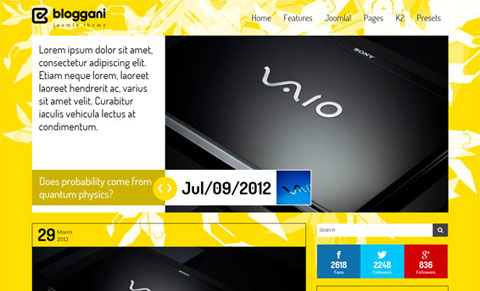 bloggani
joomla theme
Home Features Joomla! Pages K2 Presets
Lorem ipsum dolor sit amet,
consectetur adipiscing elit.
Etiam neque lorem, laoreet
laoreet hendrerit ac, varius
sit amet velit. Curabitur
iaculis vehicula lectus at
condimentum.
SONY
VAIO
Does probability come from
quantum physics?
Jul/09/2012
29 March
2012
Search...
2618
Fans
2248
Followers
836
Followers